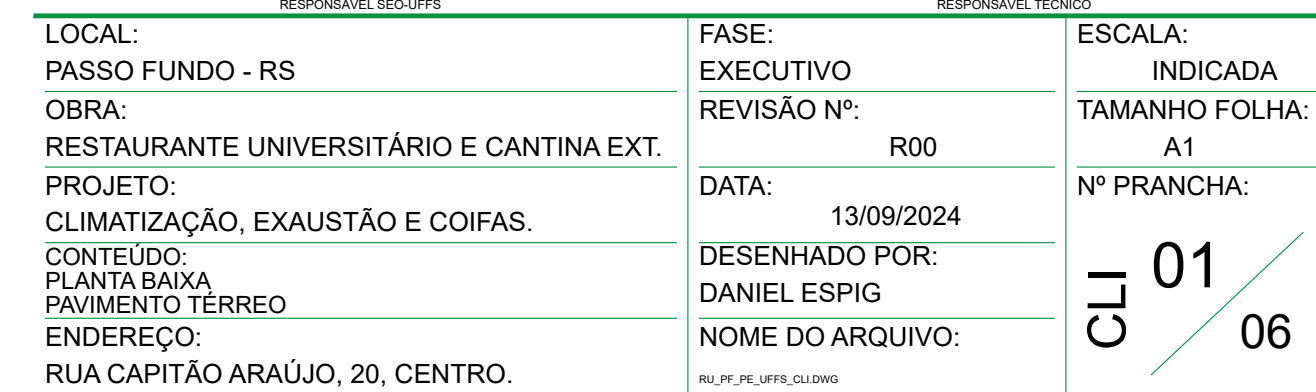 RESPONSÁVEL SEO-UFFS
RESPONSÁVEL TÉCNICO
LOCAL:
PASSO FUNDO - RS
OBRA:
RESTAURANTE UNIVERSITÁRIO E CANTINA EXT.
PROJETO:
CLIMATIZAÇÃO, EXAUSTÃO E COIFAS.
CONTEÚDO:
PLANTA BAIXA
PAVIMENTO TÉRREO
ENDEREÇO:
RUA CAPITÃO ARAÚJO, 20, CENTRO.
FASE:
EXECUTIVO
REVISÃO Nº:
R00
DATA:
13/09/2024
DESENHADO POR:
DANIEL ESPIG
NOME DO ARQUIVO:
RU_PF_PE_UFFS_CLI.DWG
ESCALA:
INDICADA
TAMANHO FOLHA:
A1
Nº PRANCHA:
CLI
01
06